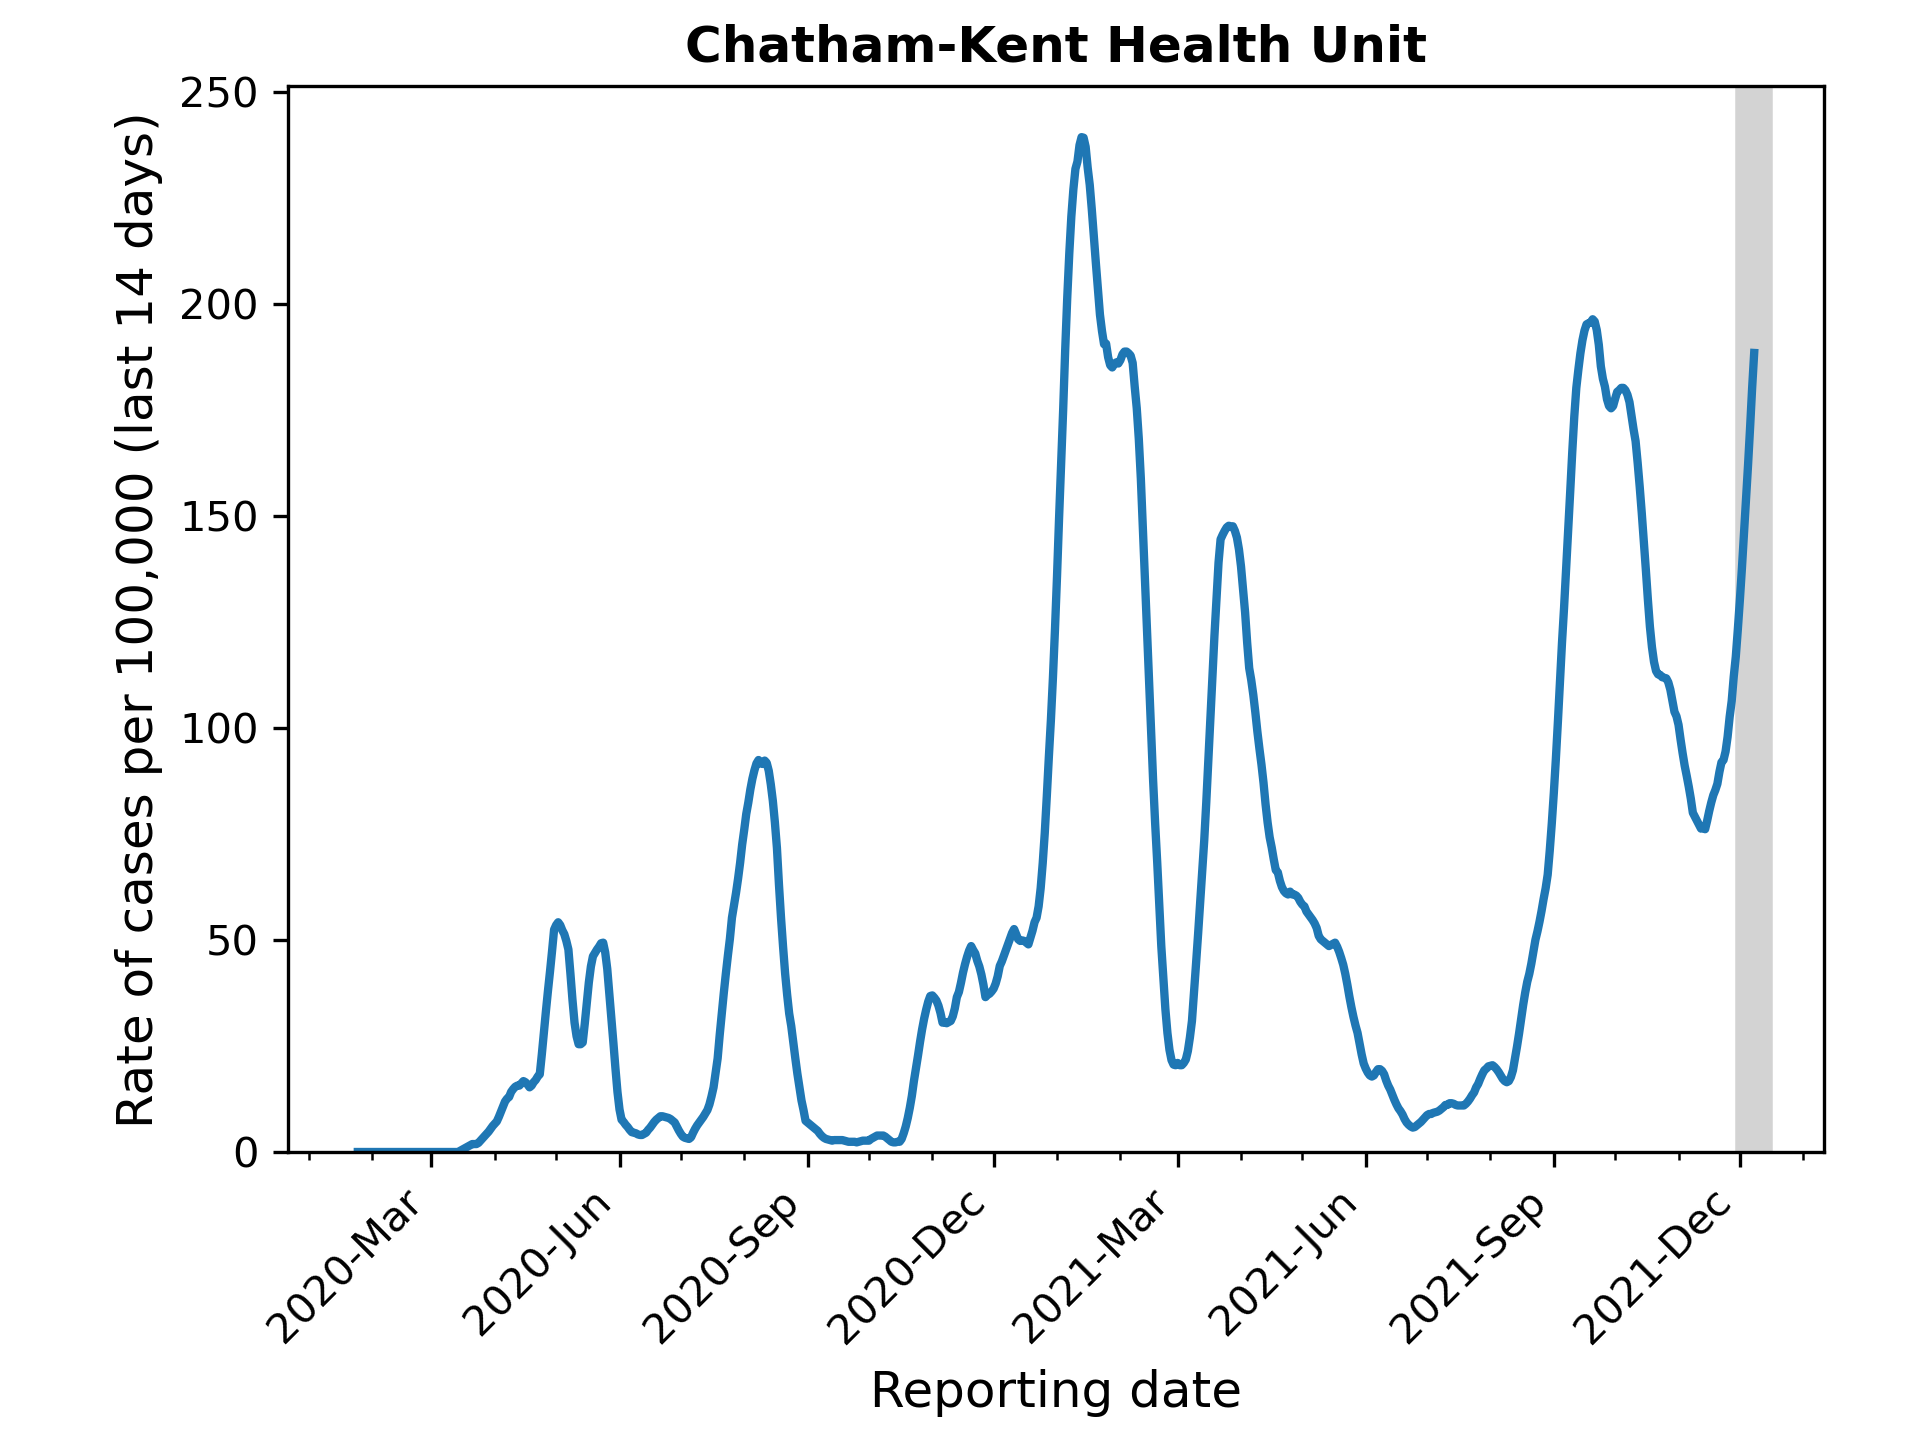 Chatham-Kent Health Unit
Rate of cases per 100,000 (last 14 days)
250
200
150
100
50
0
2020-Mar
2020-Jun
2020-Sep
2020-Dec
2021-Mar
2021-Jun
2021-Sep
2021-Dec
Reporting date